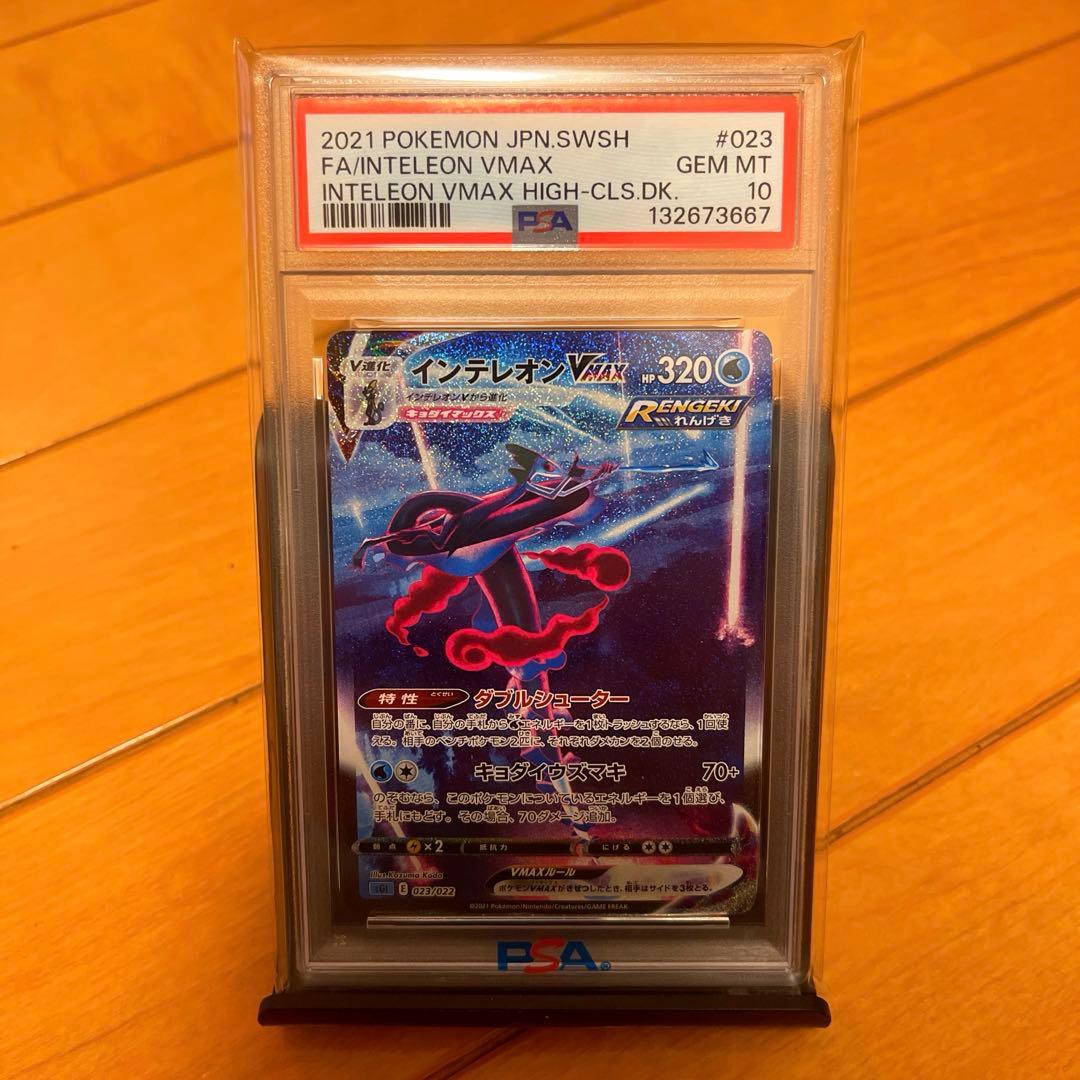 2021 POKEMON JPN.SWSH #023
FA/INTELEON VMAX GEM MT
INTELEON VMAX HIGH-CLS.DK. 10
PSA 132673667
V進化 インテレオンVMAX HP 320
インテレオンVから進化
キョダイマックス
RENGEKI
れんげき
特性 とくせい ダブルシューター
自分の番に、自分の手札からエネルギーを1枚トラッシュするなら、1回使
える。相手のベンチポケモン2匹に、それぞれダメカンを2個のせる。
キョダイウズマキ 70+
のぞむなら、このポケモンについているエネルギーを1個選び、
手札にもどす。その場合、70ダメージ追加。
弱点 ×2 抵抗力 にげる
Illus. Kazuma Koda
VMAXルール
sGI E 023/022
ポケモンVMAXがきぜつしたとき、相手はサイドを3枚とる。
©2021 Pokémon/Nintendo/Creatures/GAME FREAK
PSA®